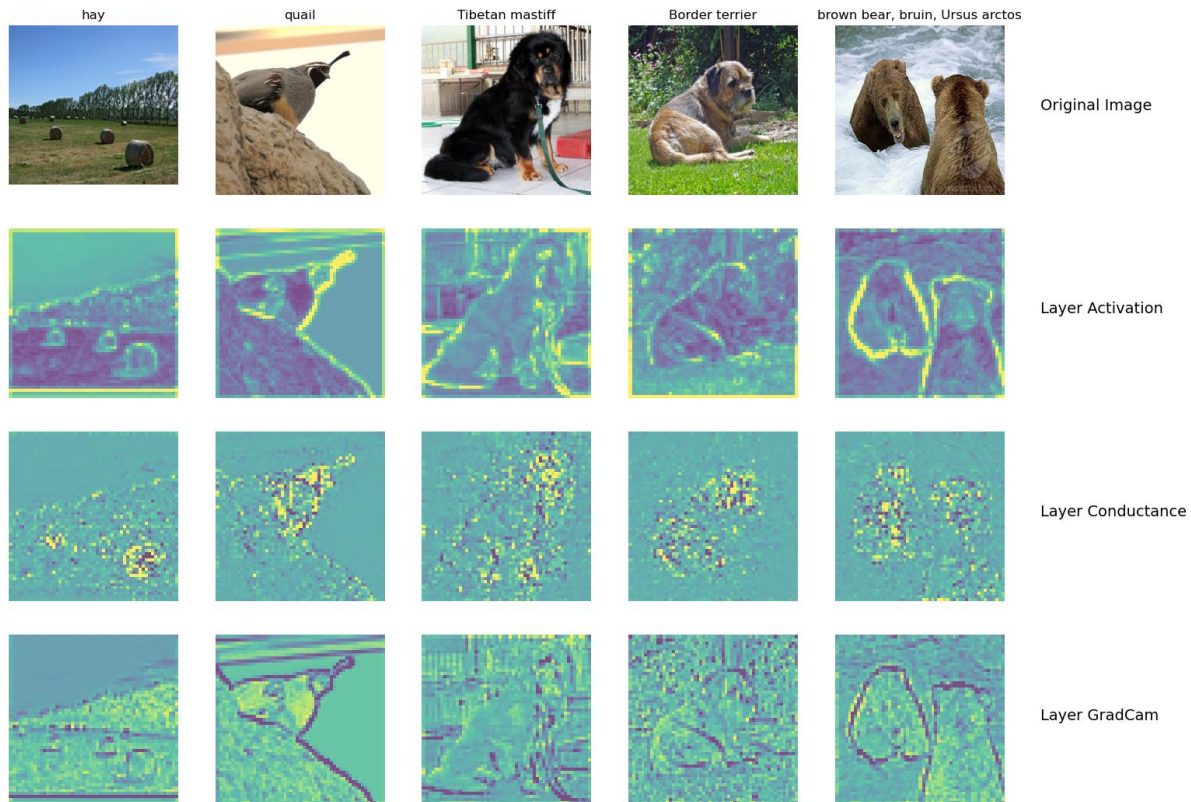 hay
quail
Tibetan mastiff
Border terrier
brown bear, bruin, Ursus arctos
Original Image
Layer Activation
Layer Conductance
Layer GradCam